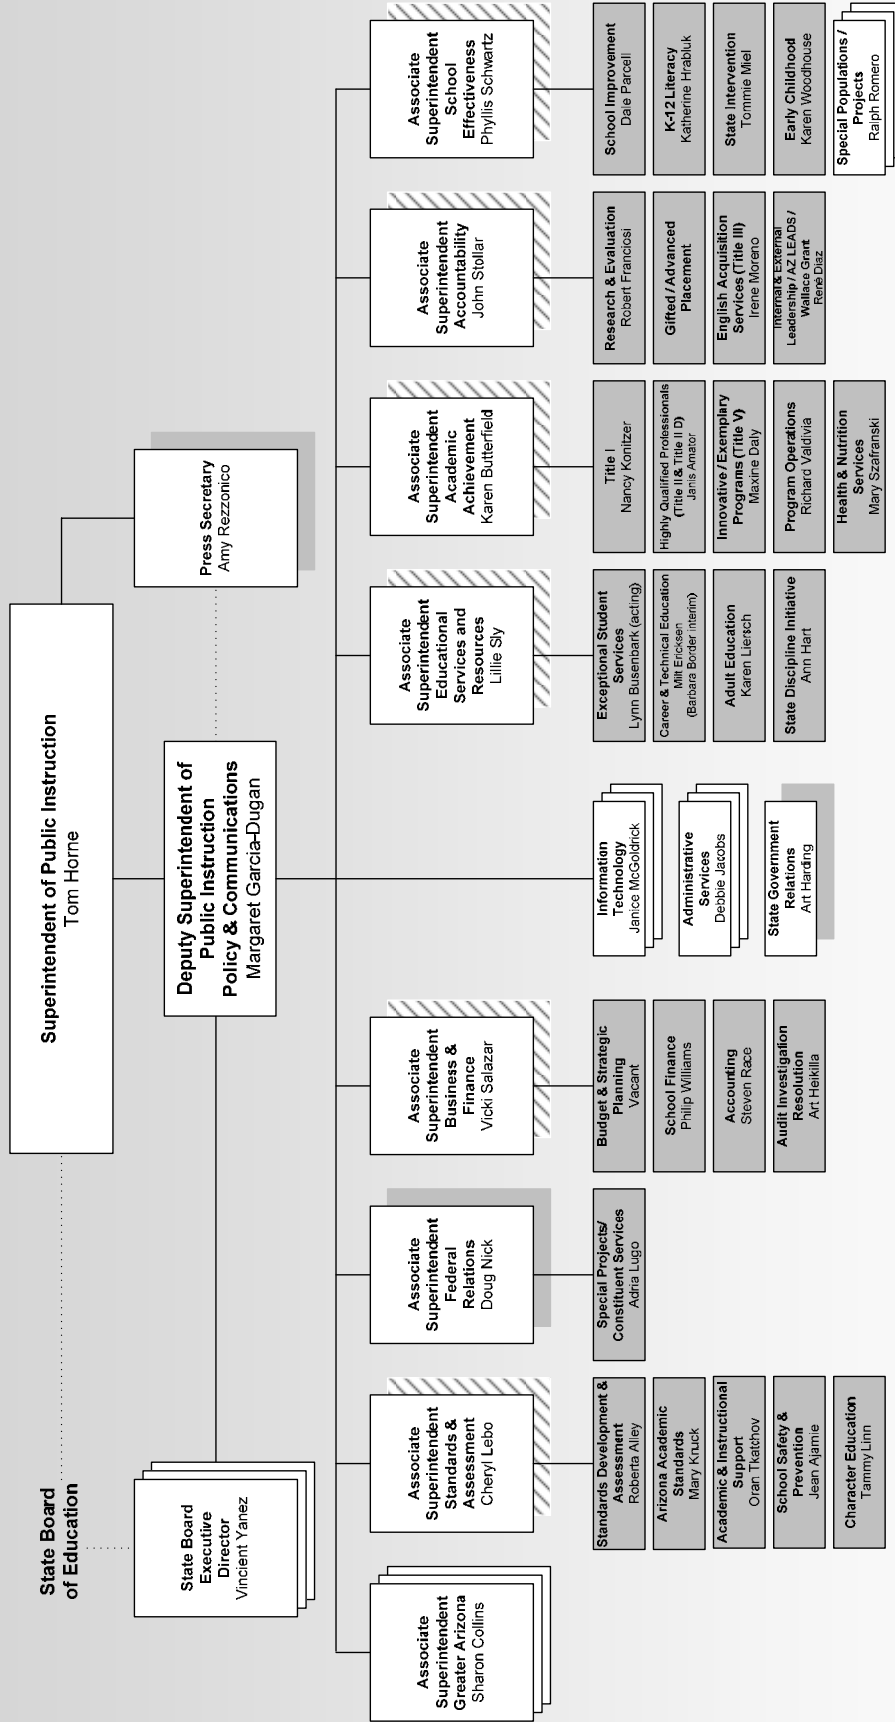 Superintendent of Public Instruction
Tom Horne
State Board
of Education
State Board
Executive
Director
Vincient Yanez
Deputy Superintendent of
Public Instruction
Policy & Communications
Margaret Garcia-Dugan
Press Secretary
Amy Rezzonico
Associate
Superintendent
Greater Arizona
Sharon Collins
Associate
Superintendent
Standards &
Assessment
Cheryl Lebo
Standards Development &
Assessment
Roberta Alley
Arizona Academic
Standards
Mary Kruck
Academic & Instructional
Support
Oran Tkatchov
School Safety &
Prevention
Jean Ajamie
Character Education
Tammy Linn
Associate
Superintendent
Federal
Relations
Doug Nick
Special Projects/
Constituent Services
Adria Lugo
Associate
Superintendent
Business &
Finance
Vicki Salazar
Budget & Strategic
Planning
Vacant
School Finance
Philip Williams
Accounting
Steven Race
Audit Investigation
Resolution
Art Heikilla
Information
Technology
Janice McGoldrick
Administrative
Services
Debbie Jacobs
State Government
Relations
Art Harding
Associate
Superintendent
Educational
Services and
Resources
Lillie Sly
Exceptional Student
Services
Lynn Busenbark (acting)
Career & Technical Education
Milt Ericksen
(Barbara Border interim)
Adult Education
Karen Liersch
State Discipline Initiative
Ann Hart
Associate
Superintendent
Academic
Achievement
Karen Butterfield
Title I
Nancy Konitzer
Highly Qualified Professionals
(Title II & Title II D)
Janis Amator
Innovative / Exemplary
Programs (Title V)
Maxine Daly
Program Operations
Richard Valdivia
Health & Nutrition
Services
Mary Szafranski
Associate
Superintendent
Accountability
John Stollar
Research & Evaluation
Robert Franciosi
Gifted / Advanced
Placement
English Acquisition
Services (Title III)
Irene Moreno
Internal & External
Leadership / AZ LEADS /
Wallace Grant
René Diaz
Associate
Superintendent
School
Effectiveness
Phyllis Schwartz
School Improvement
Dale Parcell
K-12 Literacy
Katherine Hrabluk
State Intervention
Tommie Miel
Early Childhood
Karen Woodhouse
Special Populations /
Projects
Ralph Romero